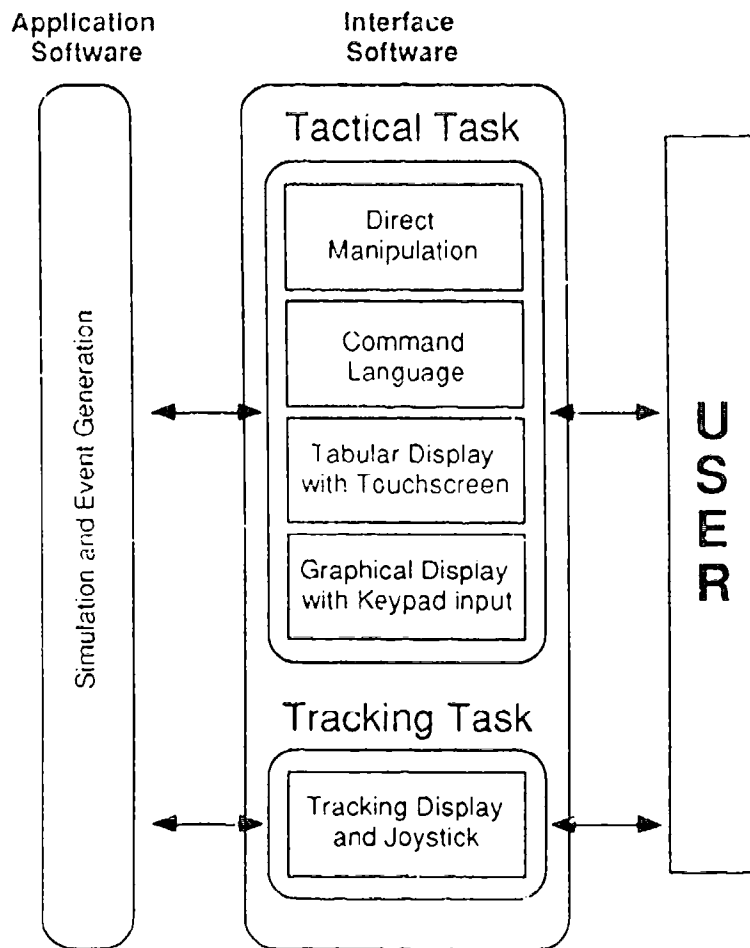 Application
Software
Interface
Software
Simulation and Event Generation
Tactical Task
Direct
Manipulation
Command
Language
Tabular Display
with Touchscreen
Graphical Display
with Keypad input
Tracking Task
Tracking Display
and Joystick
USER